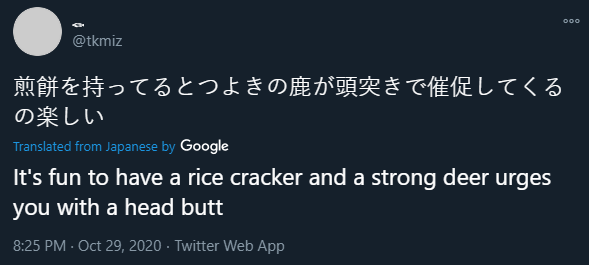 @tkmiz
煎餅を持ってるとつよきの鹿が頭突きで催促してくる
の楽しい
Translated from Japanese by Google
It's fun to have a rice cracker and a strong deer urges
you with a head butt
8:25 PM · Oct 29, 2020 · Twitter Web App